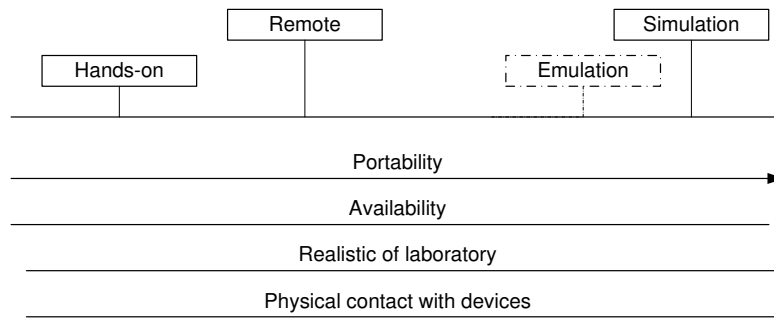 Remote
Simulation
Hands-on
Emulation
Portability
Availability
Realistic of laboratory
Physical contact with devices